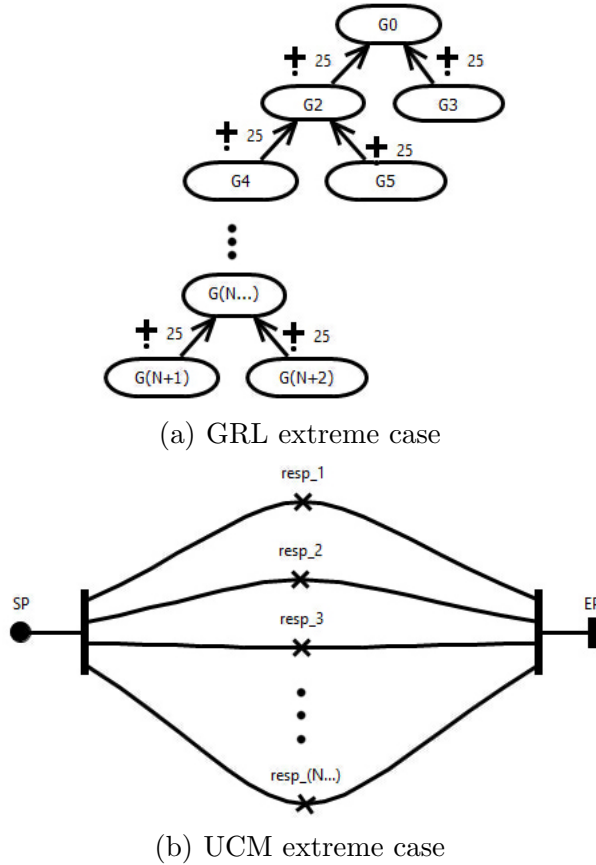 G0
25 25
G2 G3
25 25
G4 G5
G(N...)
25 25
G(N+1) G(N+2)
(a) GRL extreme case
resp_1
resp_2
SP resp_3 EP
resp_(N...)
(b) UCM extreme case